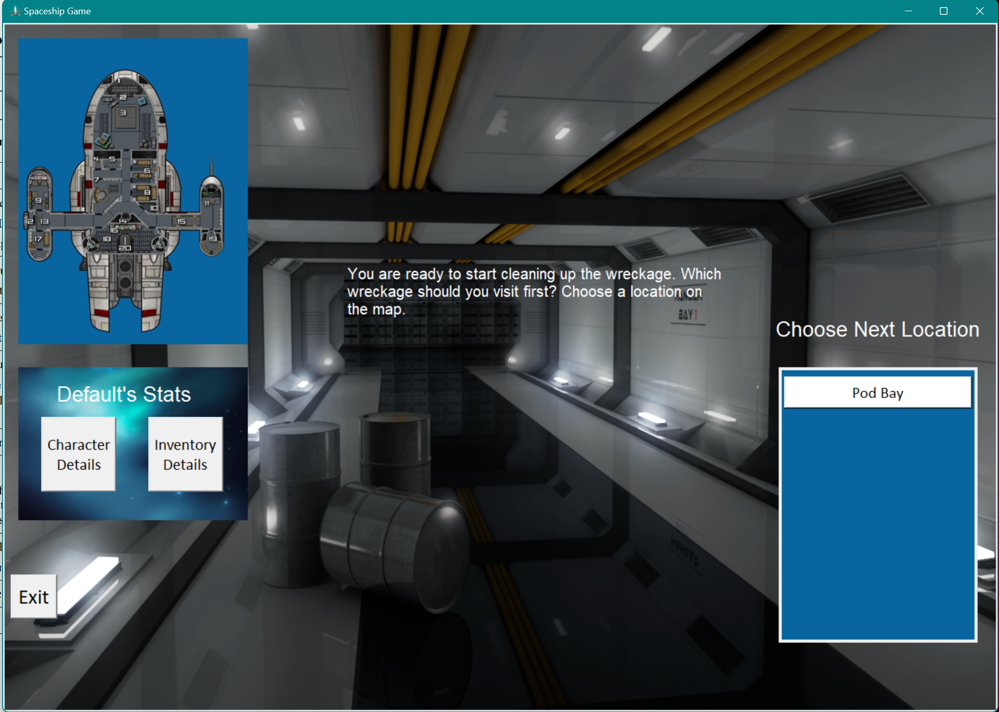 Spaceship Game
1
2
3
4 5
6
7
8
9
10
11
12 13
14
15
16
17
18
19
20
You are ready to start cleaning up the wreckage. Which
wreckage should you visit first? Choose a location on
the map.
BAY 1
Choose Next Location
Pod Bay
Default's Stats
Character
Details
Inventory
Details
Exit